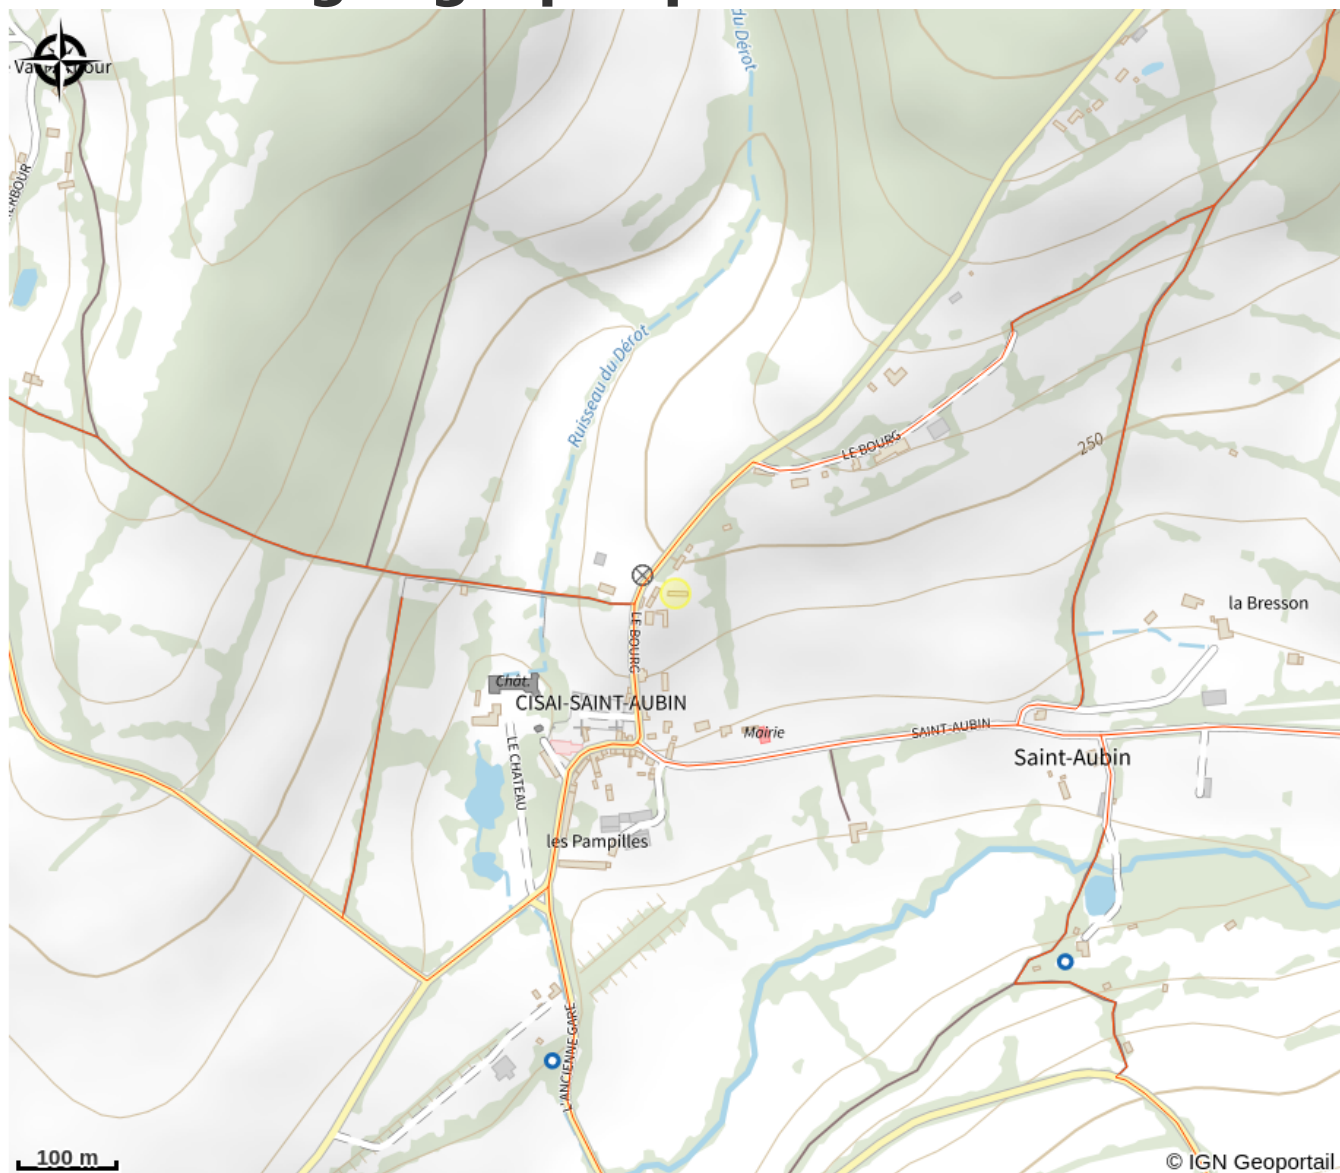 du Dérot
Ruisseau du Dérot
LE BOURG
250
LE BOURG
la Bresson
Chât.
CISAI-SAINT-AUBIN
Mairie
SAINT-AUBIN
Saint-Aubin
LE CHATEAU
les Pampilles
L'ANCIENNE GARE
100 m
© IGN Geoportail